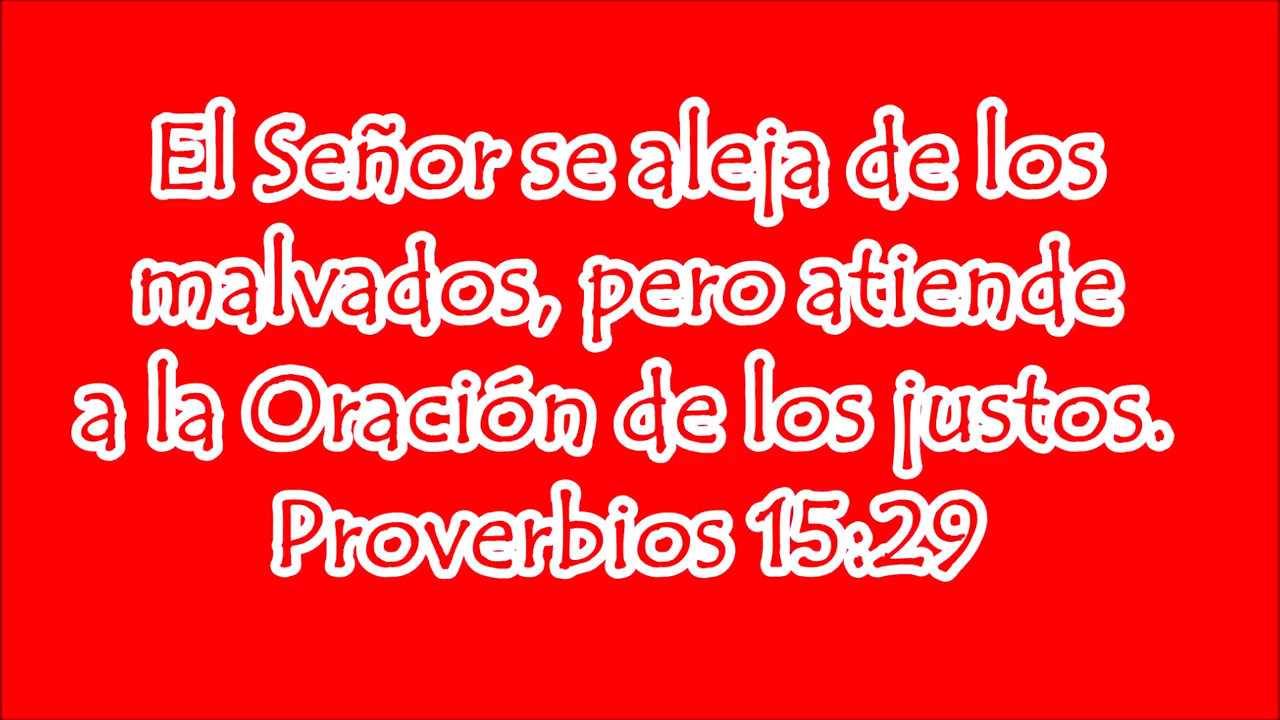 El Señor se aleja de los
malvados, pero atiende
a la Oración de los justos.
Proverbios 15:29